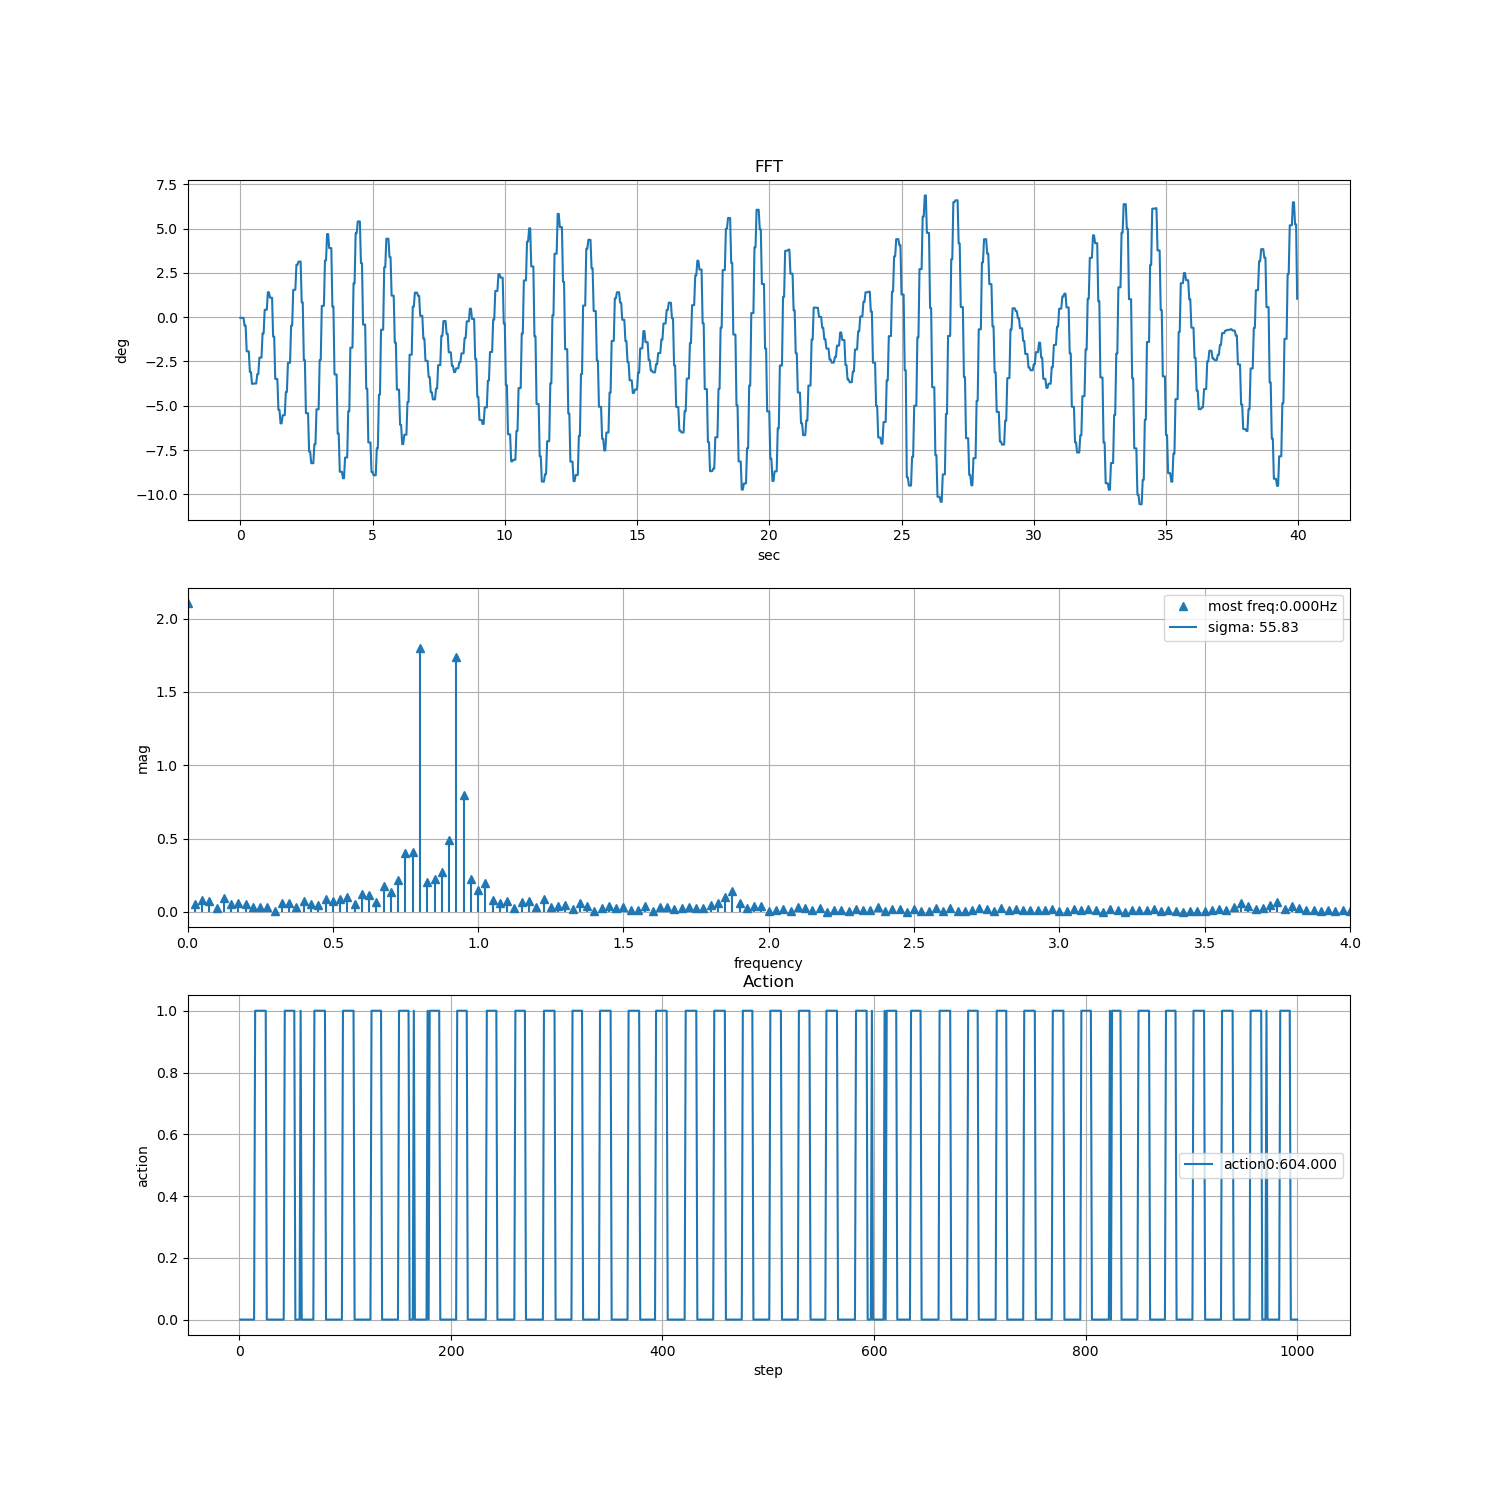 FFT
7.5
5.0
2.5
0.0
−2.5
−5.0
−7.5
−10.0
deg
0 5 10 15 20 25 30 35 40
sec
most freq:0.000Hz
sigma: 55.83
2.0
1.5
1.0
0.5
0.0
mag
0.0 0.5 1.0 1.5 2.0 2.5 3.0 3.5 4.0
frequency
Action
1.0
0.8
0.6
0.4
0.2
0.0
action
action0:604.000
0 200 400 600 800 1000
step